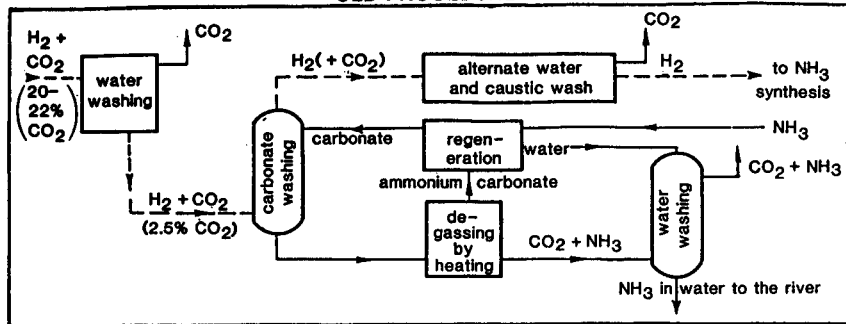 H2 +
CO2
(20-
22%
CO2)
water
washing
CO2
H2 + CO2
(2.5% CO2)
carbonate
washing
H2(+ CO2)
alternate water
and caustic wash
CO2
H2
to NH3
synthesis
carbonate
regen-
eration
NH3
water
ammonium carbonate
de-
gassing
by
heating
CO2 + NH3
water
washing
CO2 + NH3
NH3 in water to the river